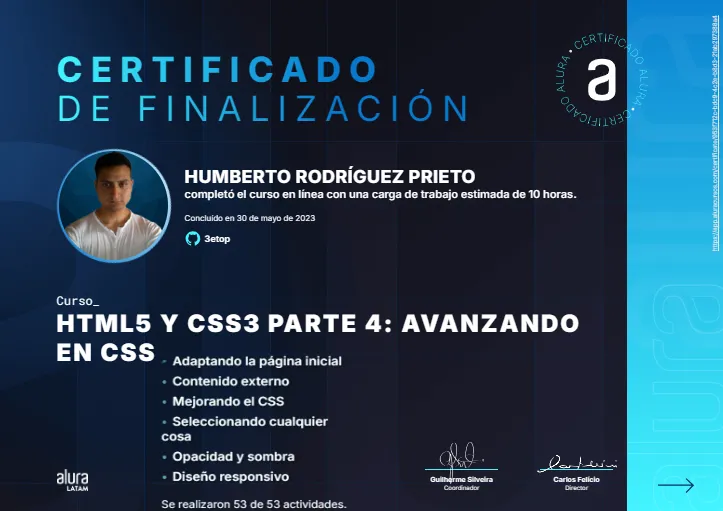 CERTIFICADO
DE FINALIZACIÓN
CERTIFICADO ALURA • CERTIFICADO ALURA •
a
HUMBERTO RODRÍGUEZ PRIETO
completó el curso en línea con una carga de trabajo estimada de 10 horas.
Concluído en 30 de mayo de 2023
3etop
Curso_
HTML5 Y CSS3 PARTE 4: AVANZANDO
EN CSS
• Adaptando la página inicial
• Contenido externo
• Mejorando el CSS
• Seleccionando cualquier
cosa
• Opacidad y sombra
• Diseño responsivo
Se realizaron 53 de 53 actividades.
alura
LATAM
Guilherme Silveira
Coordinador
Carlos Felício
Director
alura